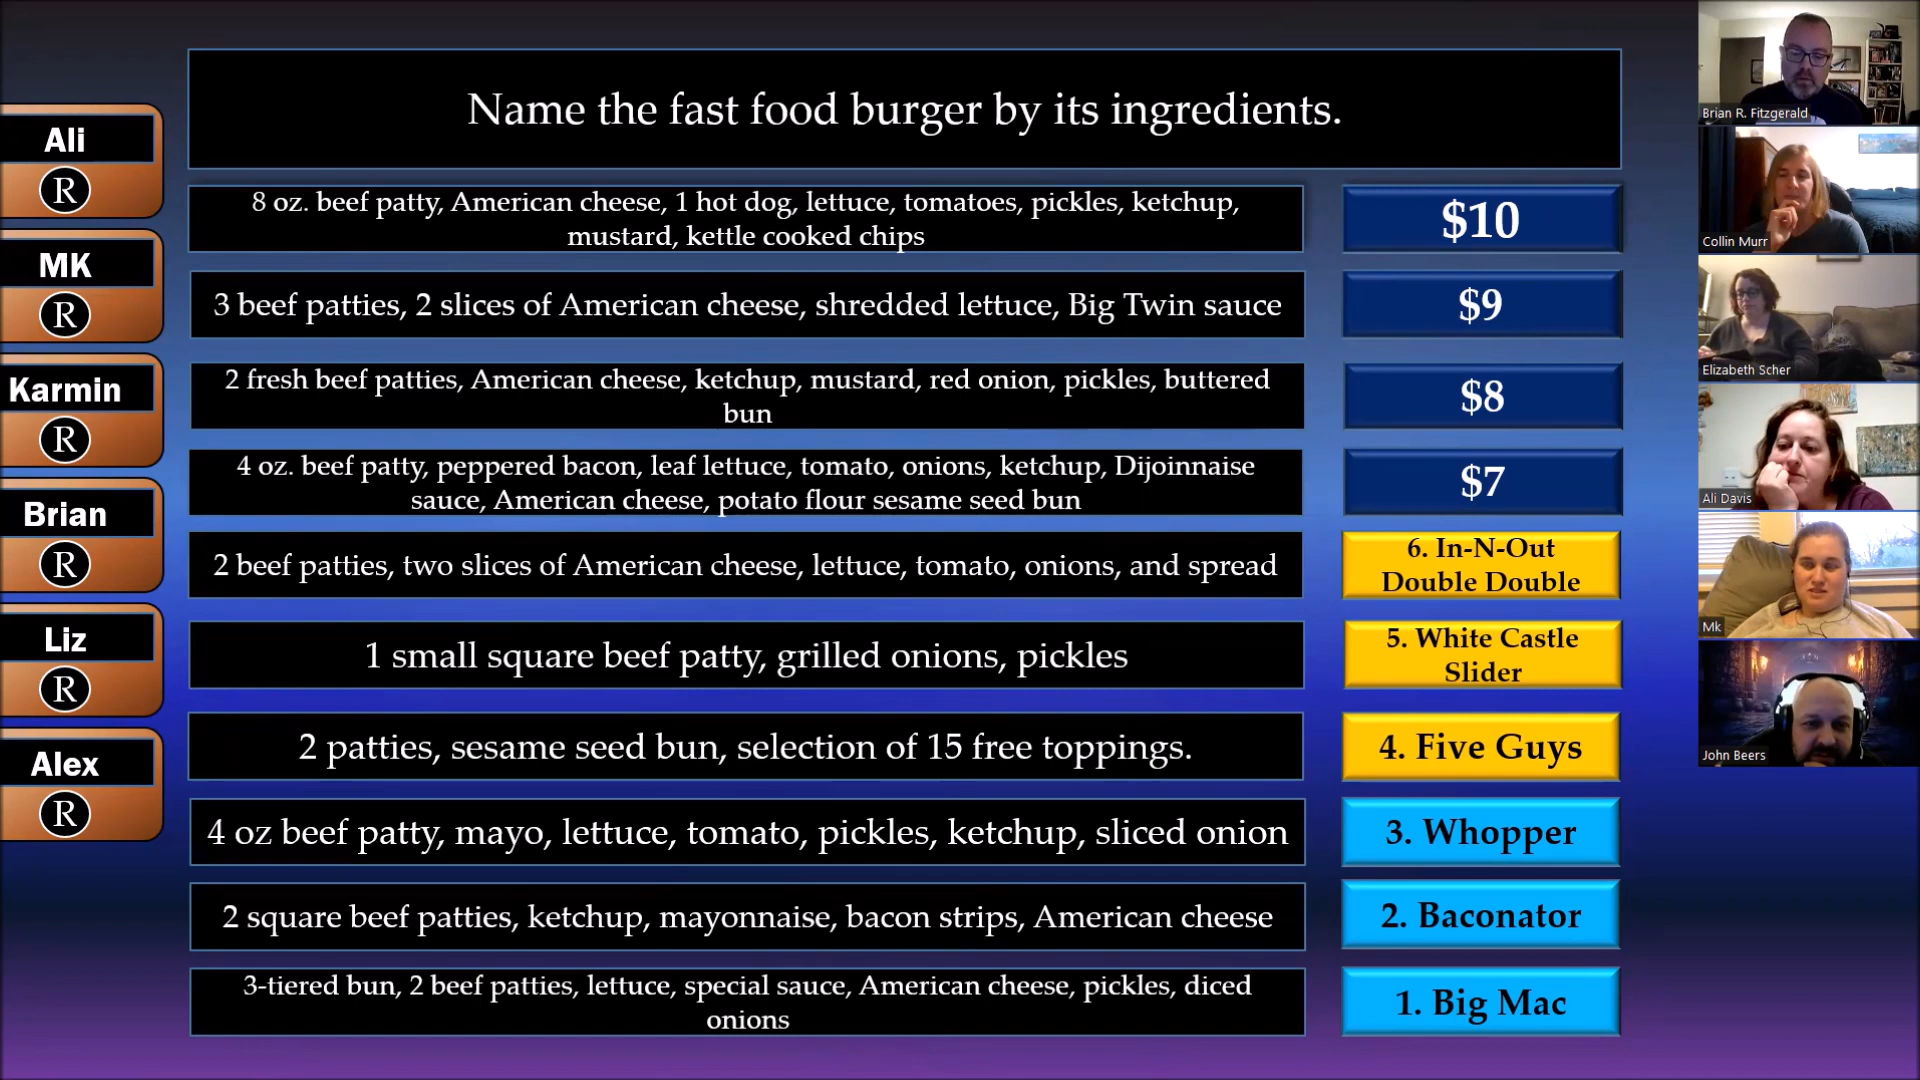 Name the fast food burger by its ingredients.
8 oz. beef patty, American cheese, 1 hot dog, lettuce, tomatoes, pickles, ketchup,
mustard, kettle cooked chips
$10
3 beef patties, 2 slices of American cheese, shredded lettuce, Big Twin sauce
$9
2 fresh beef patties, American cheese, ketchup, mustard, red onion, pickles, buttered
bun
$8
4 oz. beef patty, peppered bacon, leaf lettuce, tomato, onions, ketchup, Dijoinnaise
sauce, American cheese, potato flour sesame seed bun
$7
2 beef patties, two slices of American cheese, lettuce, tomato, onions, and spread
6. In-N-Out
Double Double
1 small square beef patty, grilled onions, pickles
5. White Castle
Slider
2 patties, sesame seed bun, selection of 15 free toppings.
4. Five Guys
4 oz beef patty, mayo, lettuce, tomato, pickles, ketchup, sliced onion
3. Whopper
2 square beef patties, ketchup, mayonnaise, bacon strips, American cheese
2. Baconator
3-tiered bun, 2 beef patties, lettuce, special sauce, American cheese, pickles, diced
onions
1. Big Mac
Ali
R
MK
R
Karmin
R
Brian
R
Liz
R
Alex
R
Brian R. Fitzgerald
Collin Murr
Elizabeth Scher
Ali Davis
Mk
John Beers